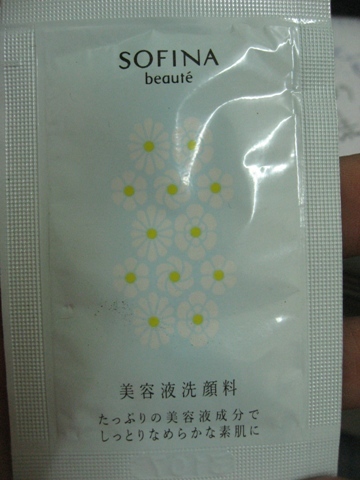 SOFINA
beauté
美容液洗顔料
たっぷりの美容液成分で
しっとりなめらかな素肌に